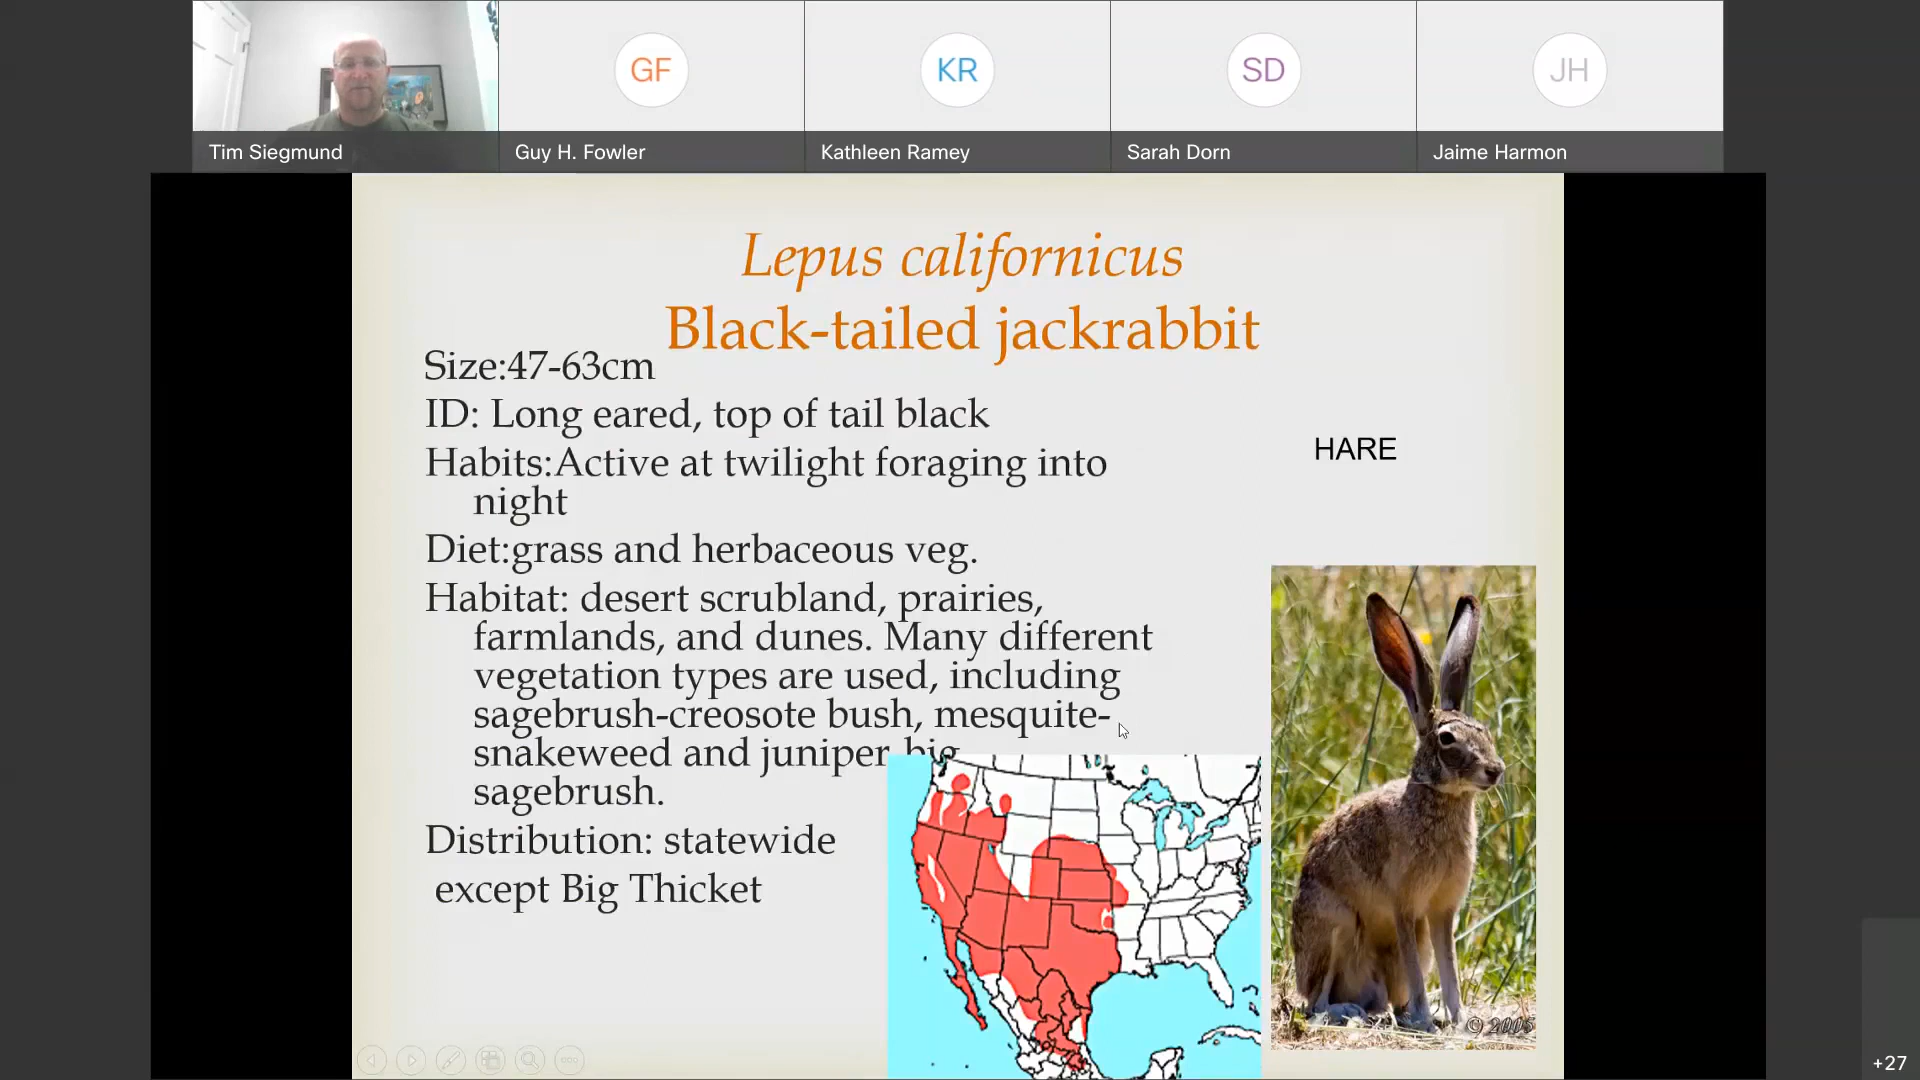 GF
KR
SD
JH
Tim Siegmund
Guy H. Fowler
Kathleen Ramey
Sarah Dorn
Jaime Harmon
Lepus californicus
Black-tailed jackrabbit
Size:47-63cm
ID: Long eared, top of tail black
HARE
Habits:Active at twilight foraging into
night
Diet:grass and herbaceous veg.
Habitat: desert scrubland, prairies,
farmlands, and dunes. Many different
vegetation types are used, including
sagebrush-creosote bush, mesquite-
snakeweed and juniper big
sagebrush.
Distribution: statewide
except Big Thicket
© 2005
+27